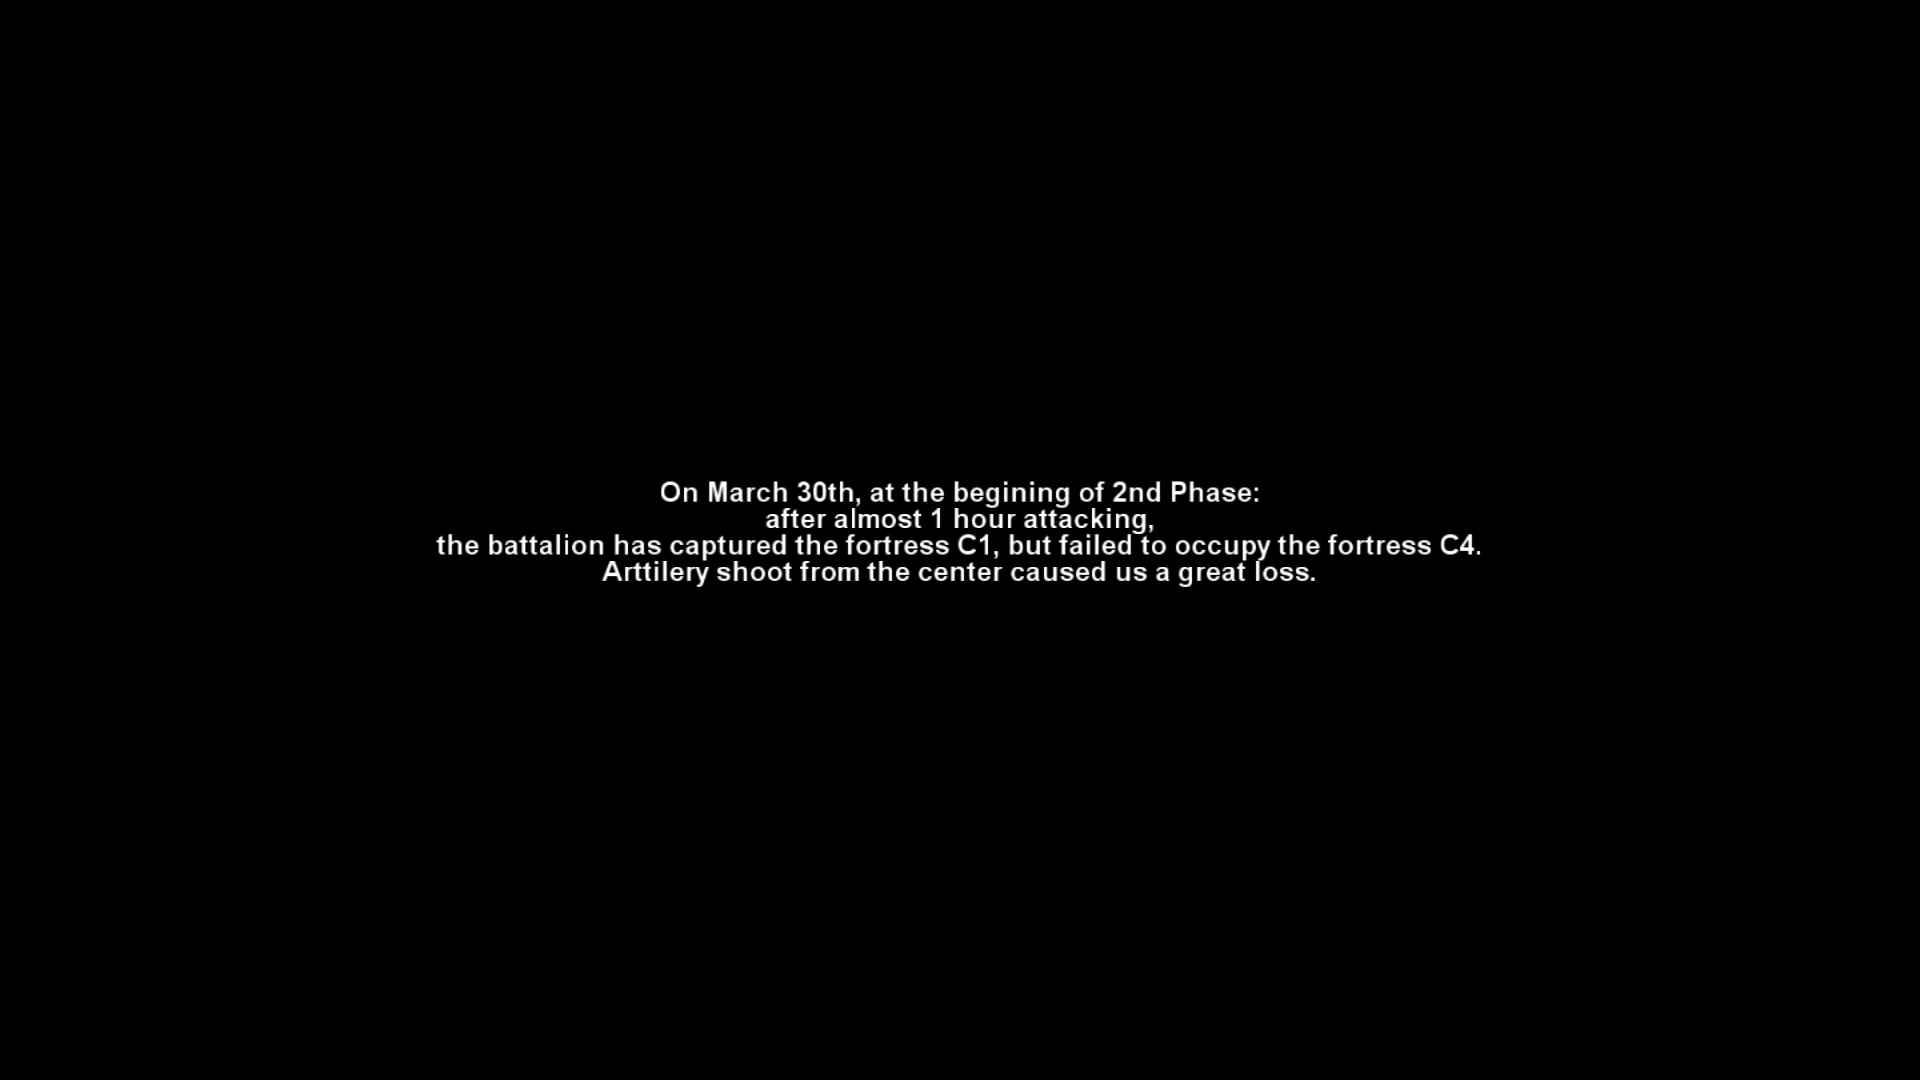 On March 30th, at the begining of 2nd Phase:
after almost 1 hour attacking,
the battalion has captured the fortress C1, but failed to occupy the fortress C4.
Arttilery shoot from the center caused us a great loss.